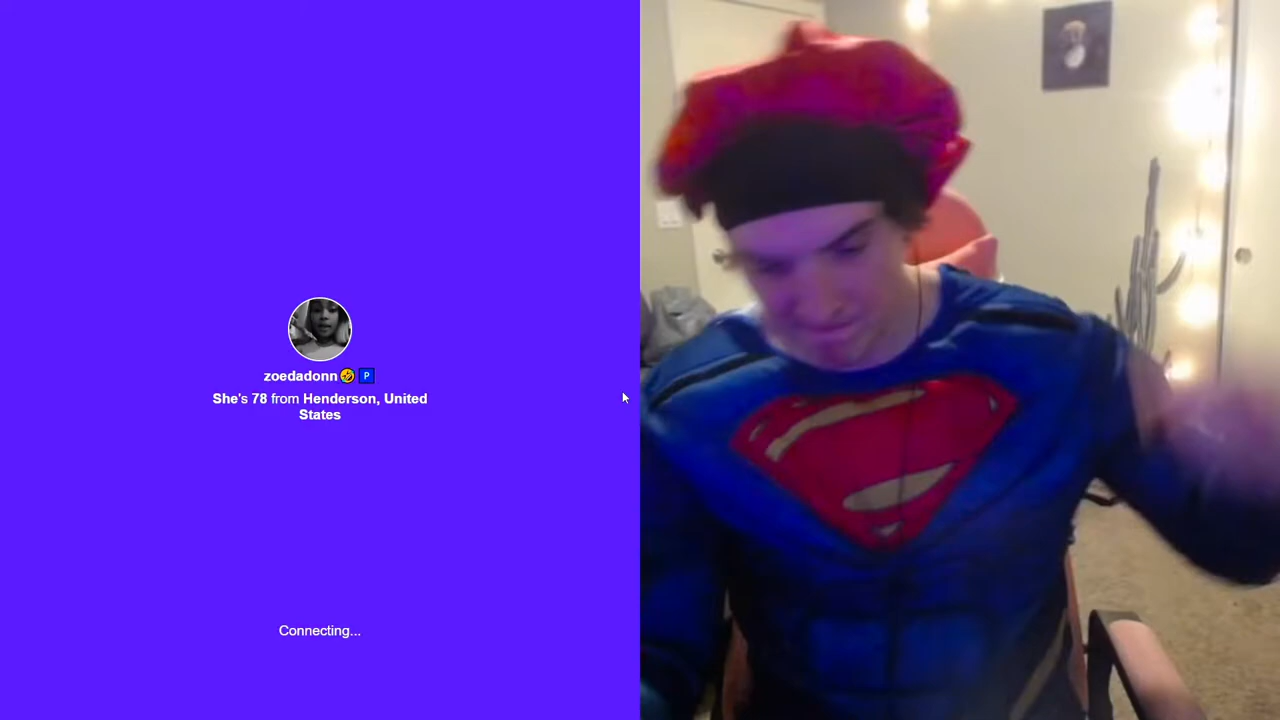 zoedadonn 🤣 P
She's 78 from Henderson, United
States
Connecting...